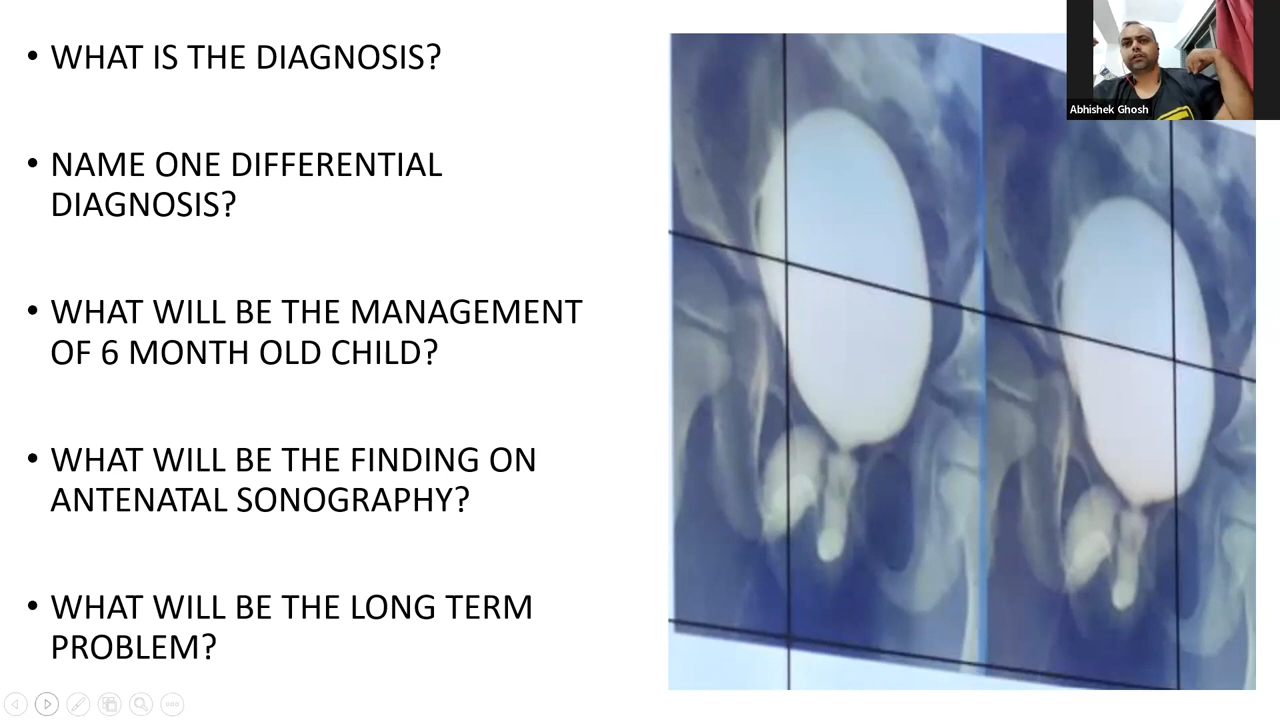 • WHAT IS THE DIAGNOSIS?
• NAME ONE DIFFERENTIAL
DIAGNOSIS?
• WHAT WILL BE THE MANAGEMENT
OF 6 MONTH OLD CHILD?
• WHAT WILL BE THE FINDING ON
ANTENATAL SONOGRAPHY?
• WHAT WILL BE THE LONG TERM
PROBLEM?
Abhishek Ghosh